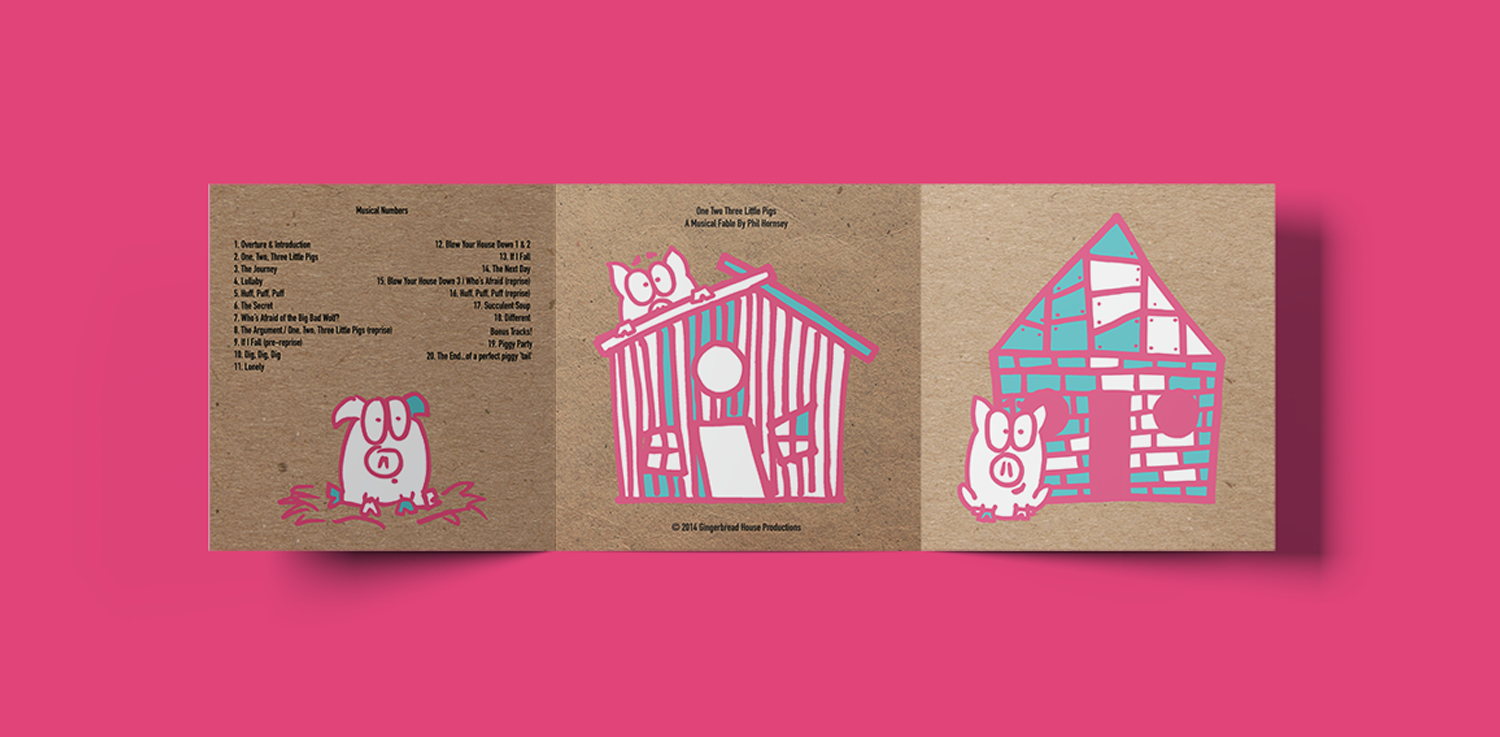 Musical Numbers
1. Overture & Introduction
2. One, Two, Three Little Pigs
3. The Journey
4. Lullaby
5. Huff, Puff, Puff
6. The Secret
7. Who's Afraid of the Big Bad Wolf?
8. The Argument / One, Two, Three Little Pigs (reprise)
9. If I Fall (pre-reprise)
10. Dig, Dig, Dig
11. Lonely
12. Blow Your House Down 1 & 2
13. If I Fall
14. The Next Day
15. Blow Your House Down 3 / Who's Afraid (reprise)
16. Huff, Puff, Puff (reprise)
17. Succulent Soup
18. Different
Bonus Tracks!
19. Piggy Party
20. The End...of a perfect piggy 'tail'
One Two Three Little Pigs
A Musical Fable By Phil Hornsey
© 2014 Gingerbread House Productions